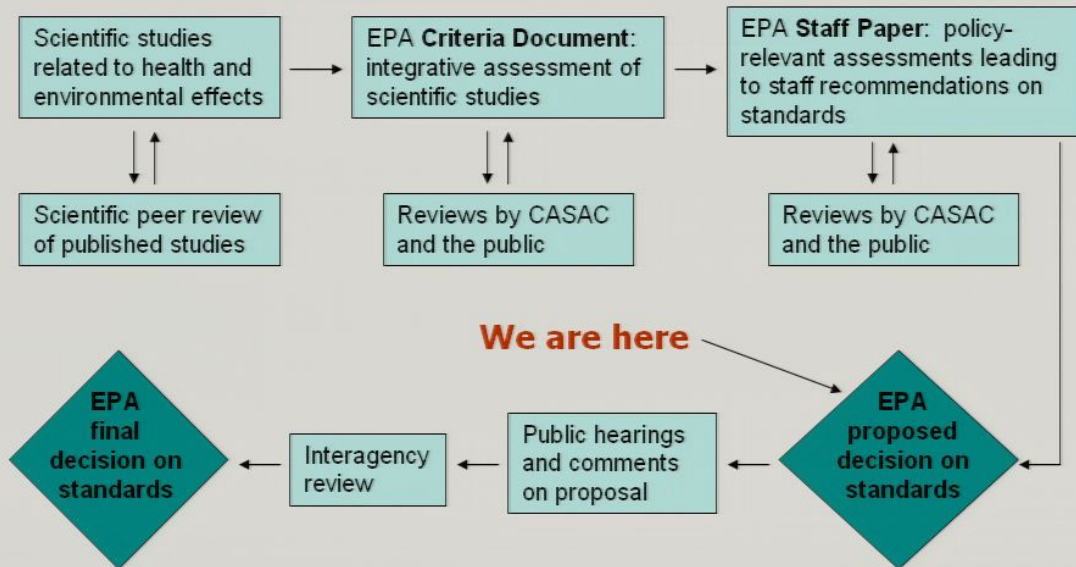 Scientific studies
related to health and
environmental effects
EPA Criteria Document:
integrative assessment of
scientific studies
EPA Staff Paper: policy-
relevant assessments leading
to staff recommendations on
standards
Scientific peer review
of published studies
Reviews by CASAC
and the public
Reviews by CASAC
and the public
We are here
EPA
final
decision on
standards
Interagency
review
Public hearings
and comments
on proposal
EPA
proposed
decision on
standards